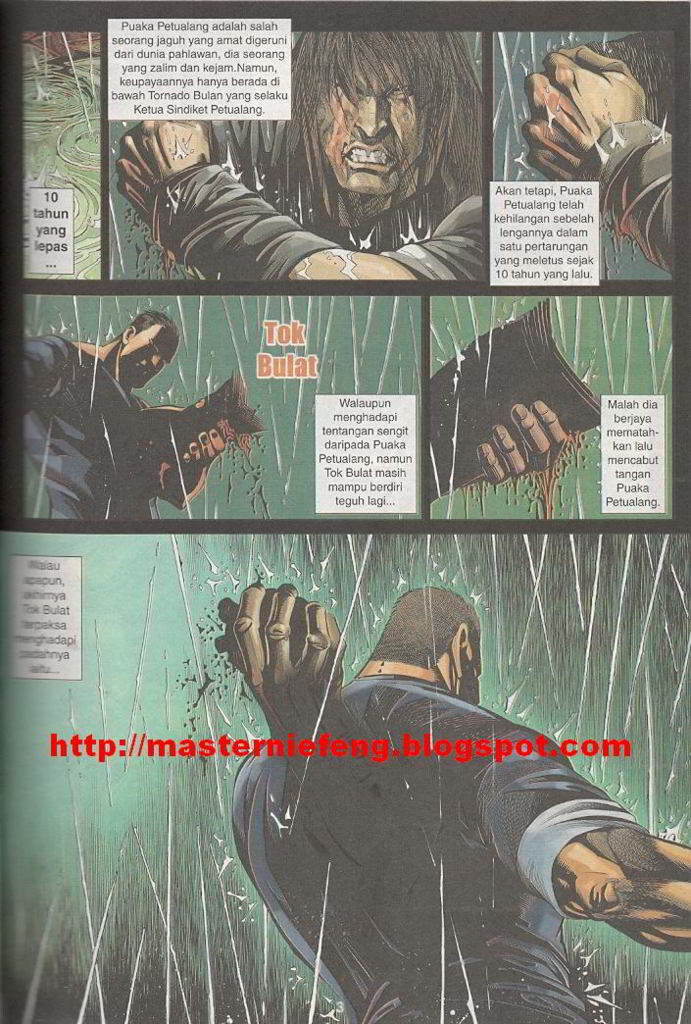 10
tahun
yang
lepas
...
Puaka Petualang adalah salah
seorang jaguh yang amat digeruni
dari dunia pahlawan, dia seorang
yang zalim dan kejam.Namun,
keupayaannya hanya berada di
bawah Tornado Bulan yang selaku
Ketua Sindiket Petualang.
Akan tetapi, Puaka
Petualang telah
kehilangan sebelah
lengannya dalam
satu pertarungan
yang meletus sejak
10 tahun yang lalu.
Tok
Bulat
Walaupun
menghadapi
tentangan sengit
daripada Puaka
Petualang, namun
Tok Bulat masih
mampu berdiri
teguh lagi...
Malah dia
berjaya
mematah-
kan lalu
mencabut
tangan
Puaka
Petualang.
Walau
apapun,
akhirnya
Tok Bulat
terpaksa
menghadapi
padahnya
iaitu...
http://masterniefeng.blogspot.com
3